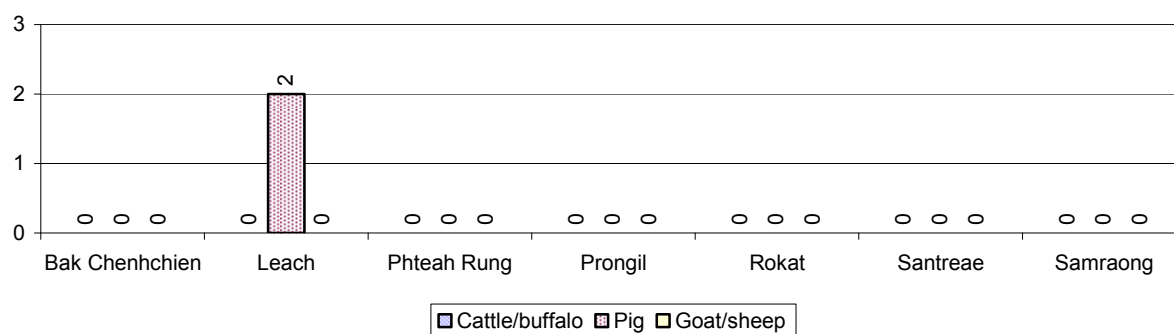 3
2
2
1
0 0 0 0 0 0 0 0 0 0 0 0 0 0 0 0 0 0 0 0
0
Bak Chenhchien Leach Phteah Rung Prongil Rokat Santreae Samraong
Cattle/buffalo Pig Goat/sheep